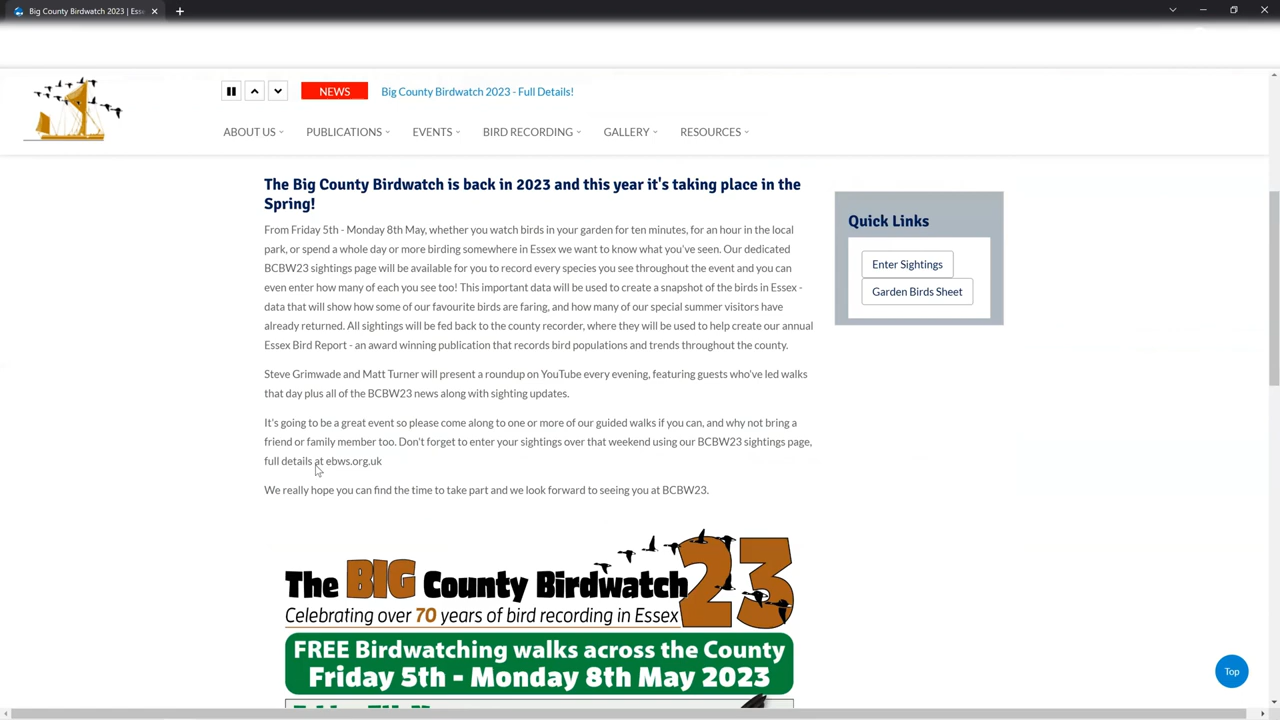 Big County Birdwatch 2023 | Ess
NEWS
Big County Birdwatch 2023 - Full Details!
ABOUT US
PUBLICATIONS
EVENTS
BIRD RECORDING
GALLERY
RESOURCES
The Big County Birdwatch is back in 2023 and this year it's taking place in the
Spring!
From Friday 5th - Monday 8th May, whether you watch birds in your garden for ten minutes, for an hour in the local
park, or spend a whole day or more birding somewhere in Essex we want to know what you've seen. Our dedicated
BCBW23 sightings page will be available for you to record every species you see throughout the event and you can
even enter how many of each you see too! This important data will be used to create a snapshot of the birds in Essex -
data that will show how some of our favourite birds are faring, and how many of our special summer visitors have
already returned. All sightings will be fed back to the county recorder, where they will be used to help create our annual
Essex Bird Report - an award winning publication that records bird populations and trends throughout the county.
Steve Grimwade and Matt Turner will present a roundup on YouTube every evening, featuring guests who've led walks
that day plus all of the BCBW23 news along with sighting updates.
It's going to be a great event so please come along to one or more of our guided walks if you can, and why not bring a
friend or family member too. Don't forget to enter your sightings over that weekend using our BCBW23 sightings page,
full details at ebws.org.uk
We really hope you can find the time to take part and we look forward to seeing you at BCBW23.
Quick Links
Enter Sightings
Garden Birds Sheet
The BIG County Birdwatch 23
Celebrating over 70 years of bird recording in Essex
FREE Birdwatching walks across the County
Friday 5th - Monday 8th May 2023
Top